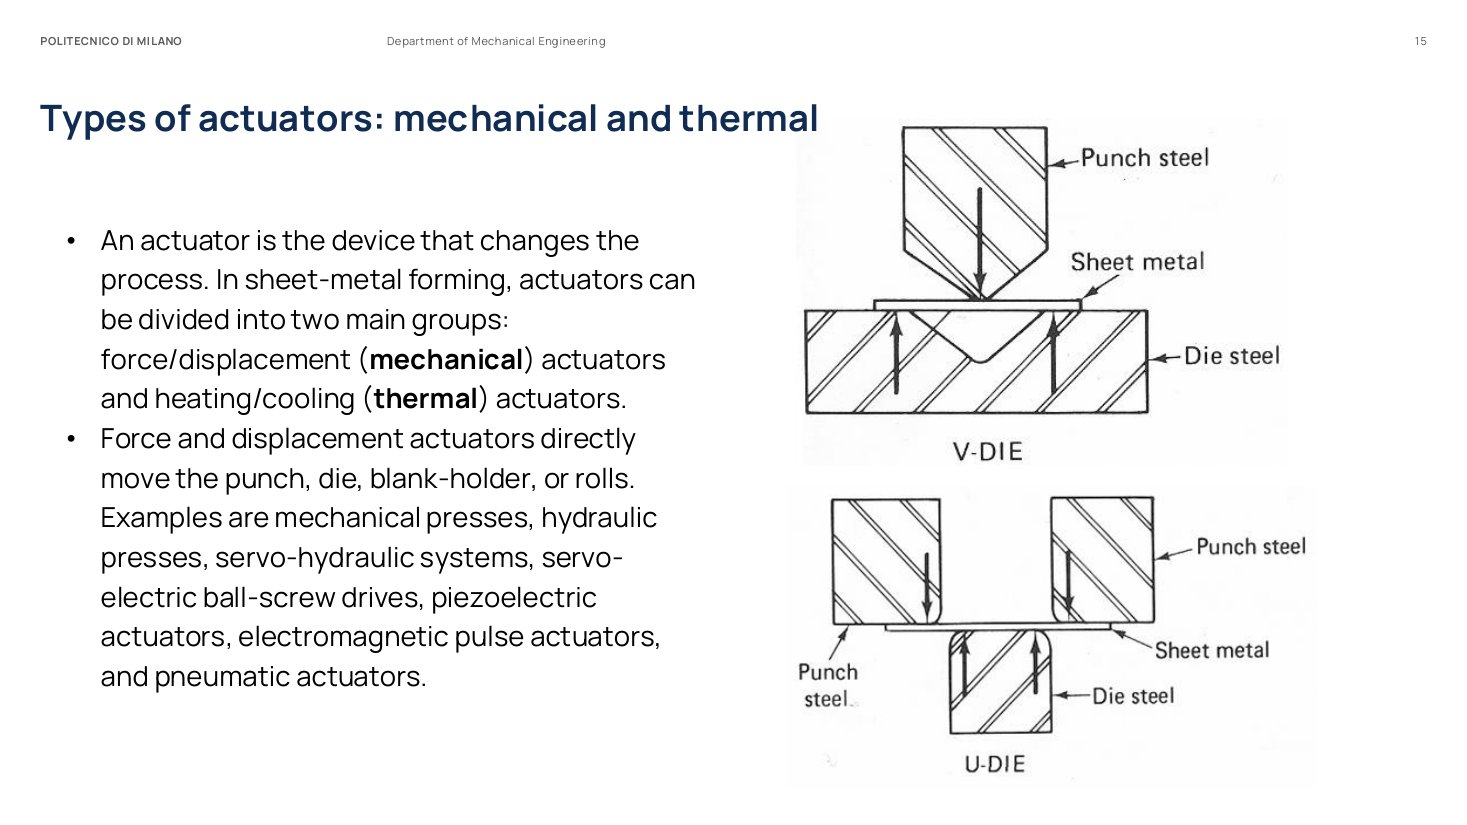 POLITECNICO DI MILANO
Department of Mechanical Engineering
15
Types of actuators: mechanical and thermal
• An actuator is the device that changes the
process. In sheet-metal forming, actuators can
be divided into two main groups:
force/displacement (mechanical) actuators
and heating/cooling (thermal) actuators.
• Force and displacement actuators directly
move the punch, die, blank-holder, or rolls.
Examples are mechanical presses, hydraulic
presses, servo-hydraulic systems, servo-
electric ball-screw drives, piezoelectric
actuators, electromagnetic pulse actuators,
and pneumatic actuators.
Punch steel
Sheet metal
Die steel
V-DIE
Punch steel
Sheet metal
Punch
steel
Die steel
U-DIE